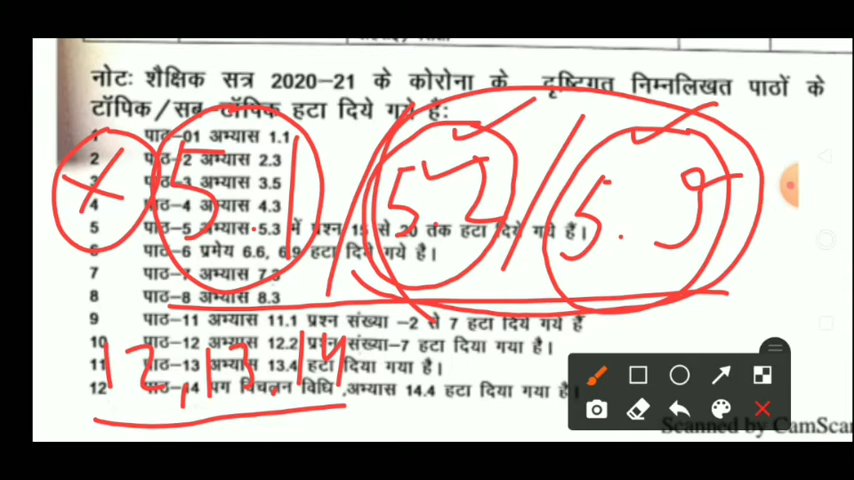 नोटः शैक्षिक सत्र 2020–21 के कोरोना के दृष्टिगत निम्नलिखत पाठों के
टॉपिक/सब टॉपिक हटा दिये गये हैः
1 पाठ–01 अभ्यास 1.1
2 पाठ–2 अभ्यास 2.3
3 पाठ–3 अभ्यास 3.5
4 पाठ–4 अभ्यास 4.3
5 पाठ–5 अभ्यास 5.3 में प्रश्न 15 से 20 तक हटा दिये गये हैं।
6 पाठ–6 प्रमेय 6.6, 6.9 हटा दिये गये है।
7 पाठ–7 अभ्यास 7.3
8 पाठ–8 अभ्यास 8.3
9 पाठ–11 अभ्यास 11.1 प्रश्न संख्या –2 से 7 हटा दिये गये हैं
10 पाठ–12 अभ्यास 12.2 प्रश्न संख्या–7 हटा दिया गया है।
11 पाठ–13 अभ्यास 13.4 हटा दिया गया है।
12 पाठ–14 पग विचलन विधि ,अभ्यास 14.4 हटा दिया गया है।
5.1 / 5.2 / 5.
12, 13. 14
Scanned by CamScan